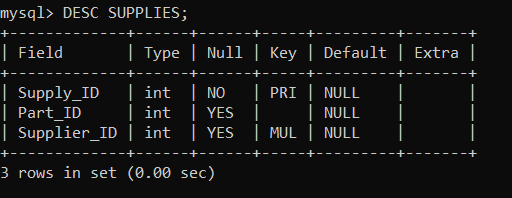 mysql> DESC SUPPLIES;
+-------------+------+------+-----+---------+-------+
| Field       | Type | Null | Key | Default | Extra |
+-------------+------+------+-----+---------+-------+
| Supply_ID   | int  | NO   | PRI | NULL    |       |
| Part_ID     | int  | YES  |     | NULL    |       |
| Supplier_ID | int  | YES  | MUL | NULL    |       |
+-------------+------+------+-----+---------+-------+
3 rows in set (0.00 sec)